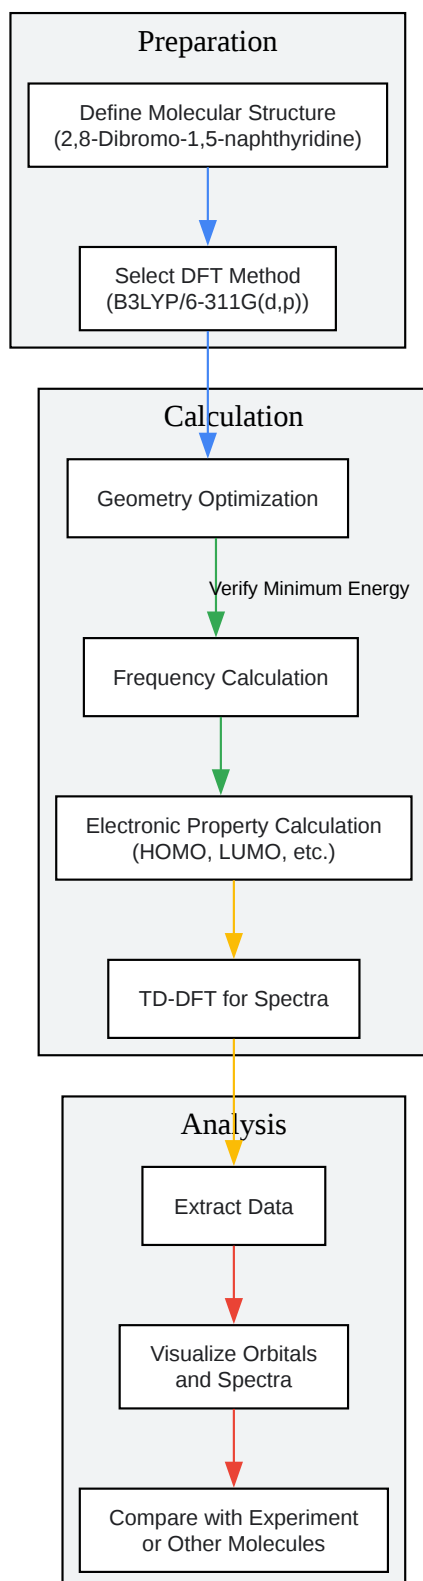 Preparation
Define Molecular Structure
(2,8-Dibromo-1,5-naphthyridine)
Select DFT Method
(B3LYP/6-311G(d,p))
Calculation
Geometry Optimization
Verify Minimum Energy
Frequency Calculation
Electronic Property Calculation
(HOMO, LUMO, etc.)
TD-DFT for Spectra
Analysis
Extract Data
Visualize Orbitals
and Spectra
Compare with Experiment
or Other Molecules